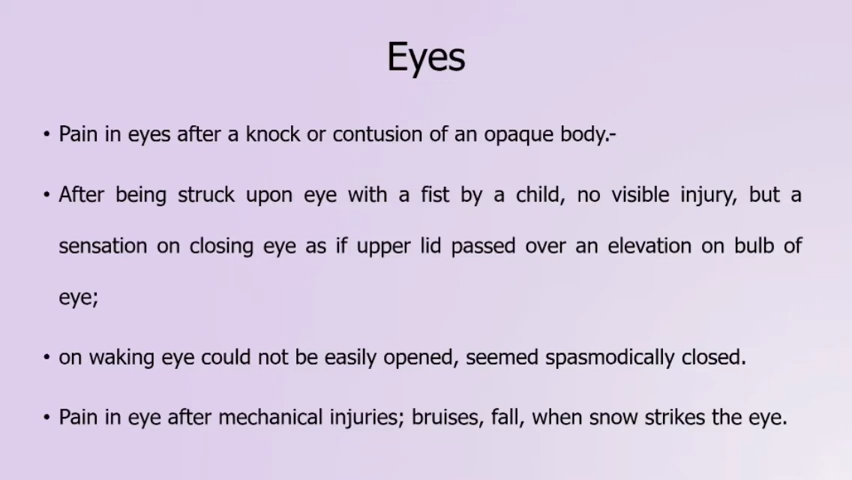 Eyes
• Pain in eyes after a knock or contusion of an opaque body.-
• After being struck upon eye with a fist by a child, no visible injury, but a
sensation on closing eye as if upper lid passed over an elevation on bulb of
eye;
• on waking eye could not be easily opened, seemed spasmodically closed.
• Pain in eye after mechanical injuries; bruises, fall, when snow strikes the eye.